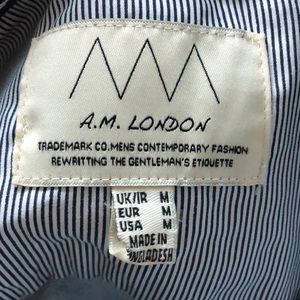 A.M. LONDON
TRADEMARK CO.MENS CONTEMPORARY FASHION
REWRITTING THE GENTLEMAN'S ETIQUETTE
UK/IR M
EUR M
USA M
MADE IN